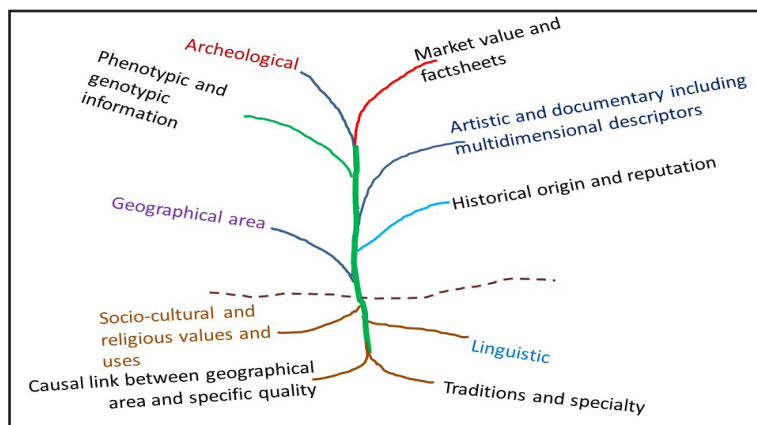 Archeological
Market value and
factsheets
Phenotypic and
genotypic
information
Artistic and documentary including
multidimensional descriptors
Geographical area
Historical origin and reputation
Socio-cultural and
religious values and
uses
Linguistic
Causal link between geographical
area and specific quality
Traditions and specialty